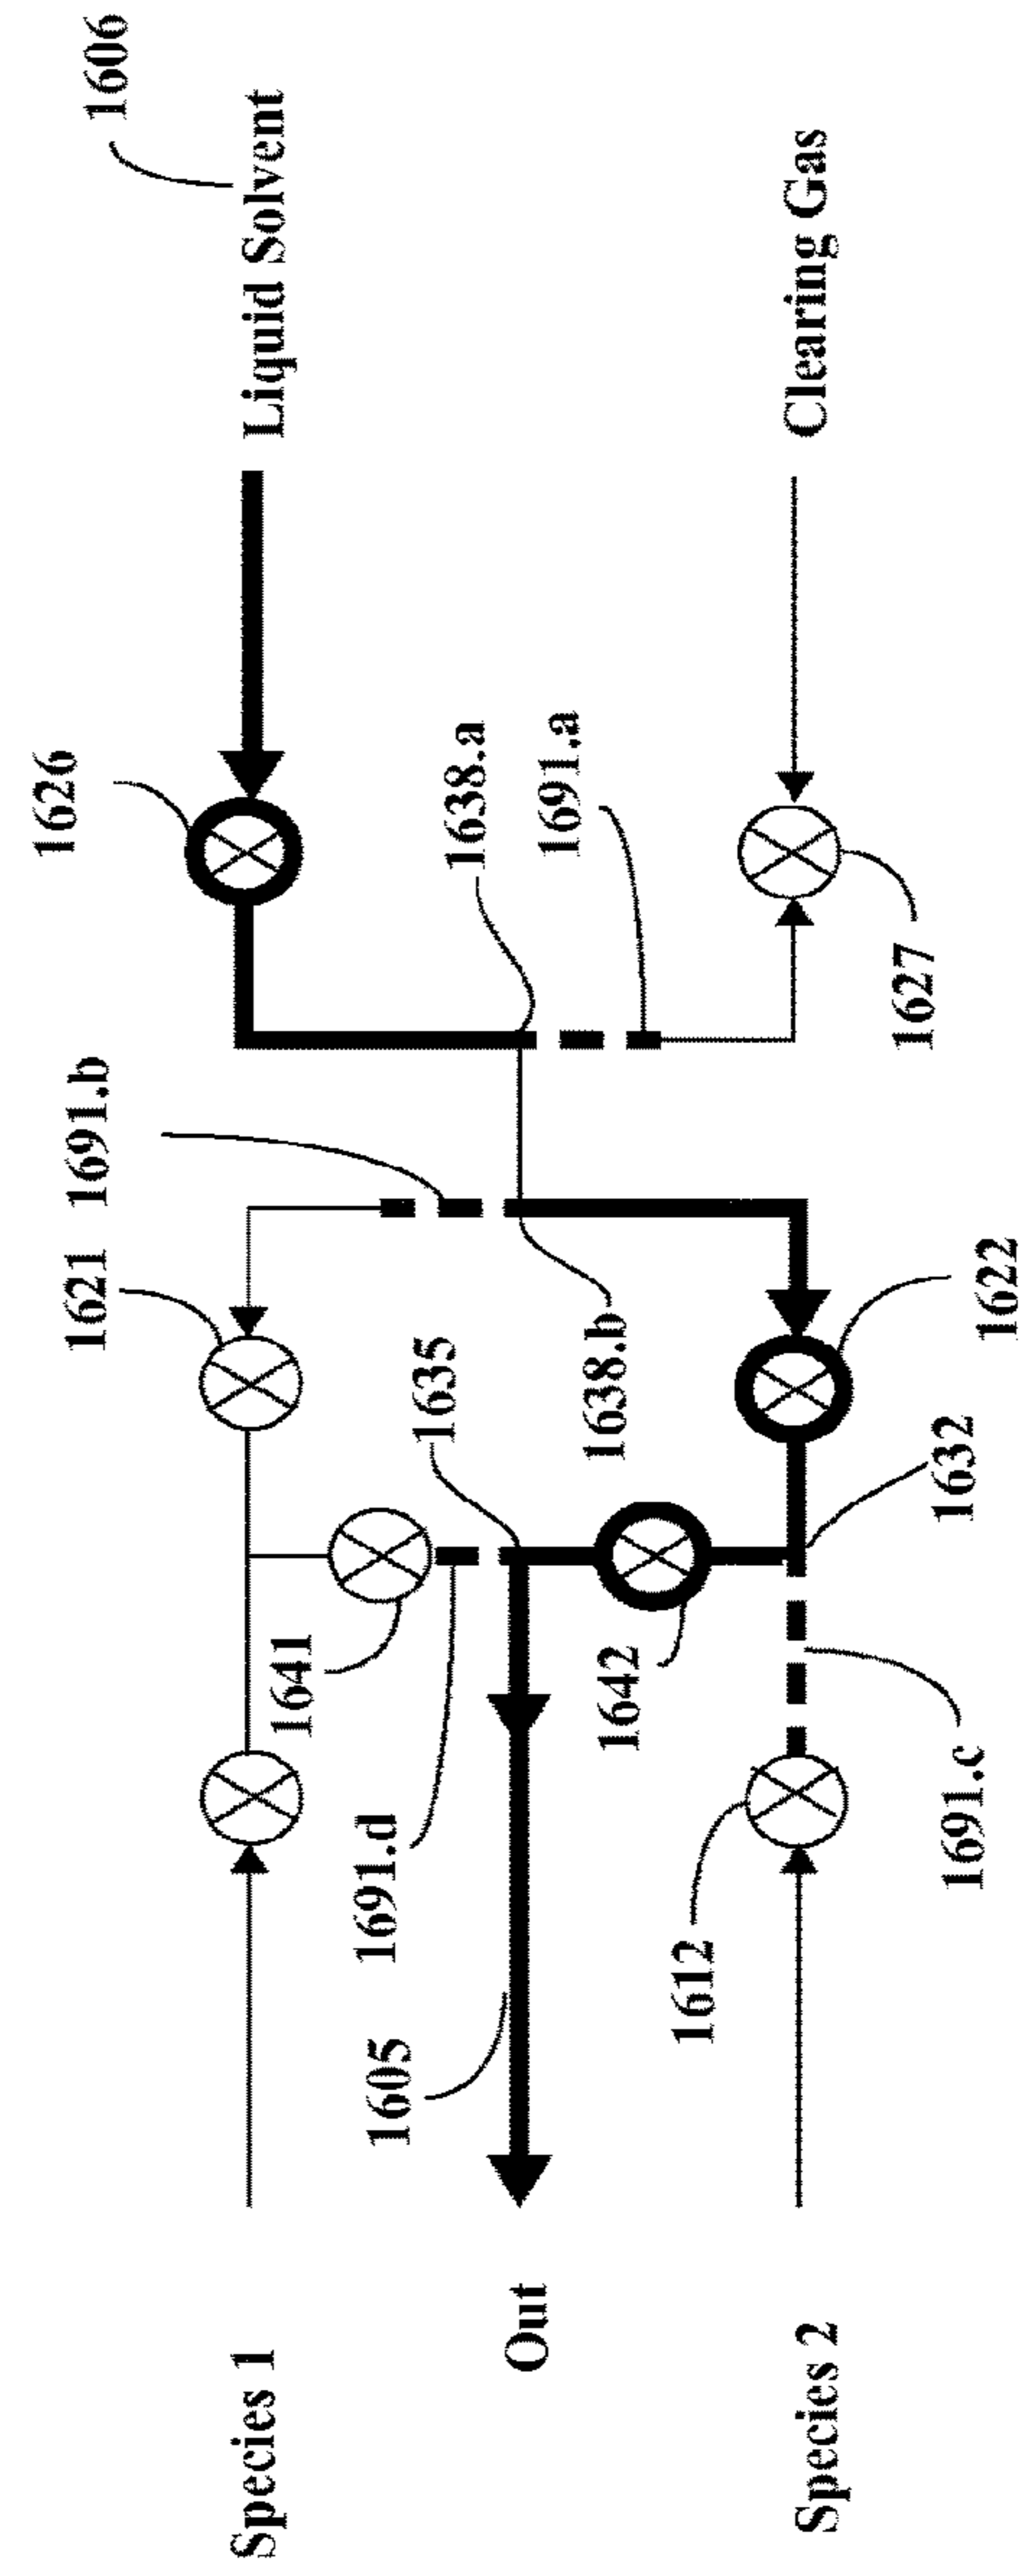 1606
Liquid Solvent
Clearing Gas
1626
1638.a
1691.a
1627
1691.b
1621
1635
1638.b
1622
1632
1641
1642
1691.d
1691.c
1612
1605
Species 1
Out
Species 2